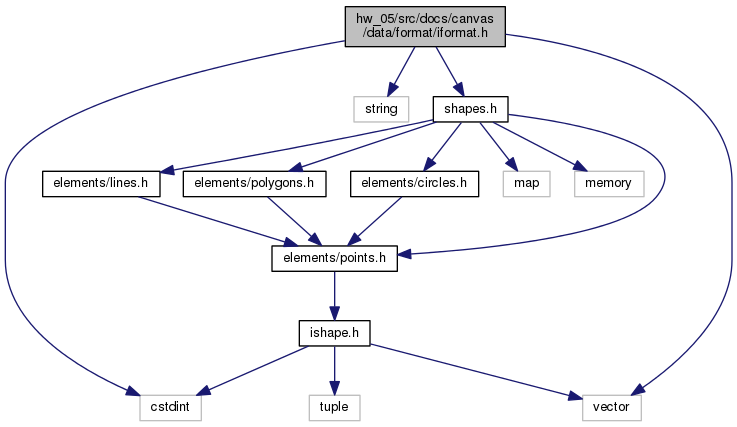 hw_05/src/docs/canvas
/data/format/iformat.h
string
shapes.h
elements/lines.h
elements/polygons.h
elements/circles.h
map
memory
elements/points.h
ishape.h
cstdint
tuple
vector